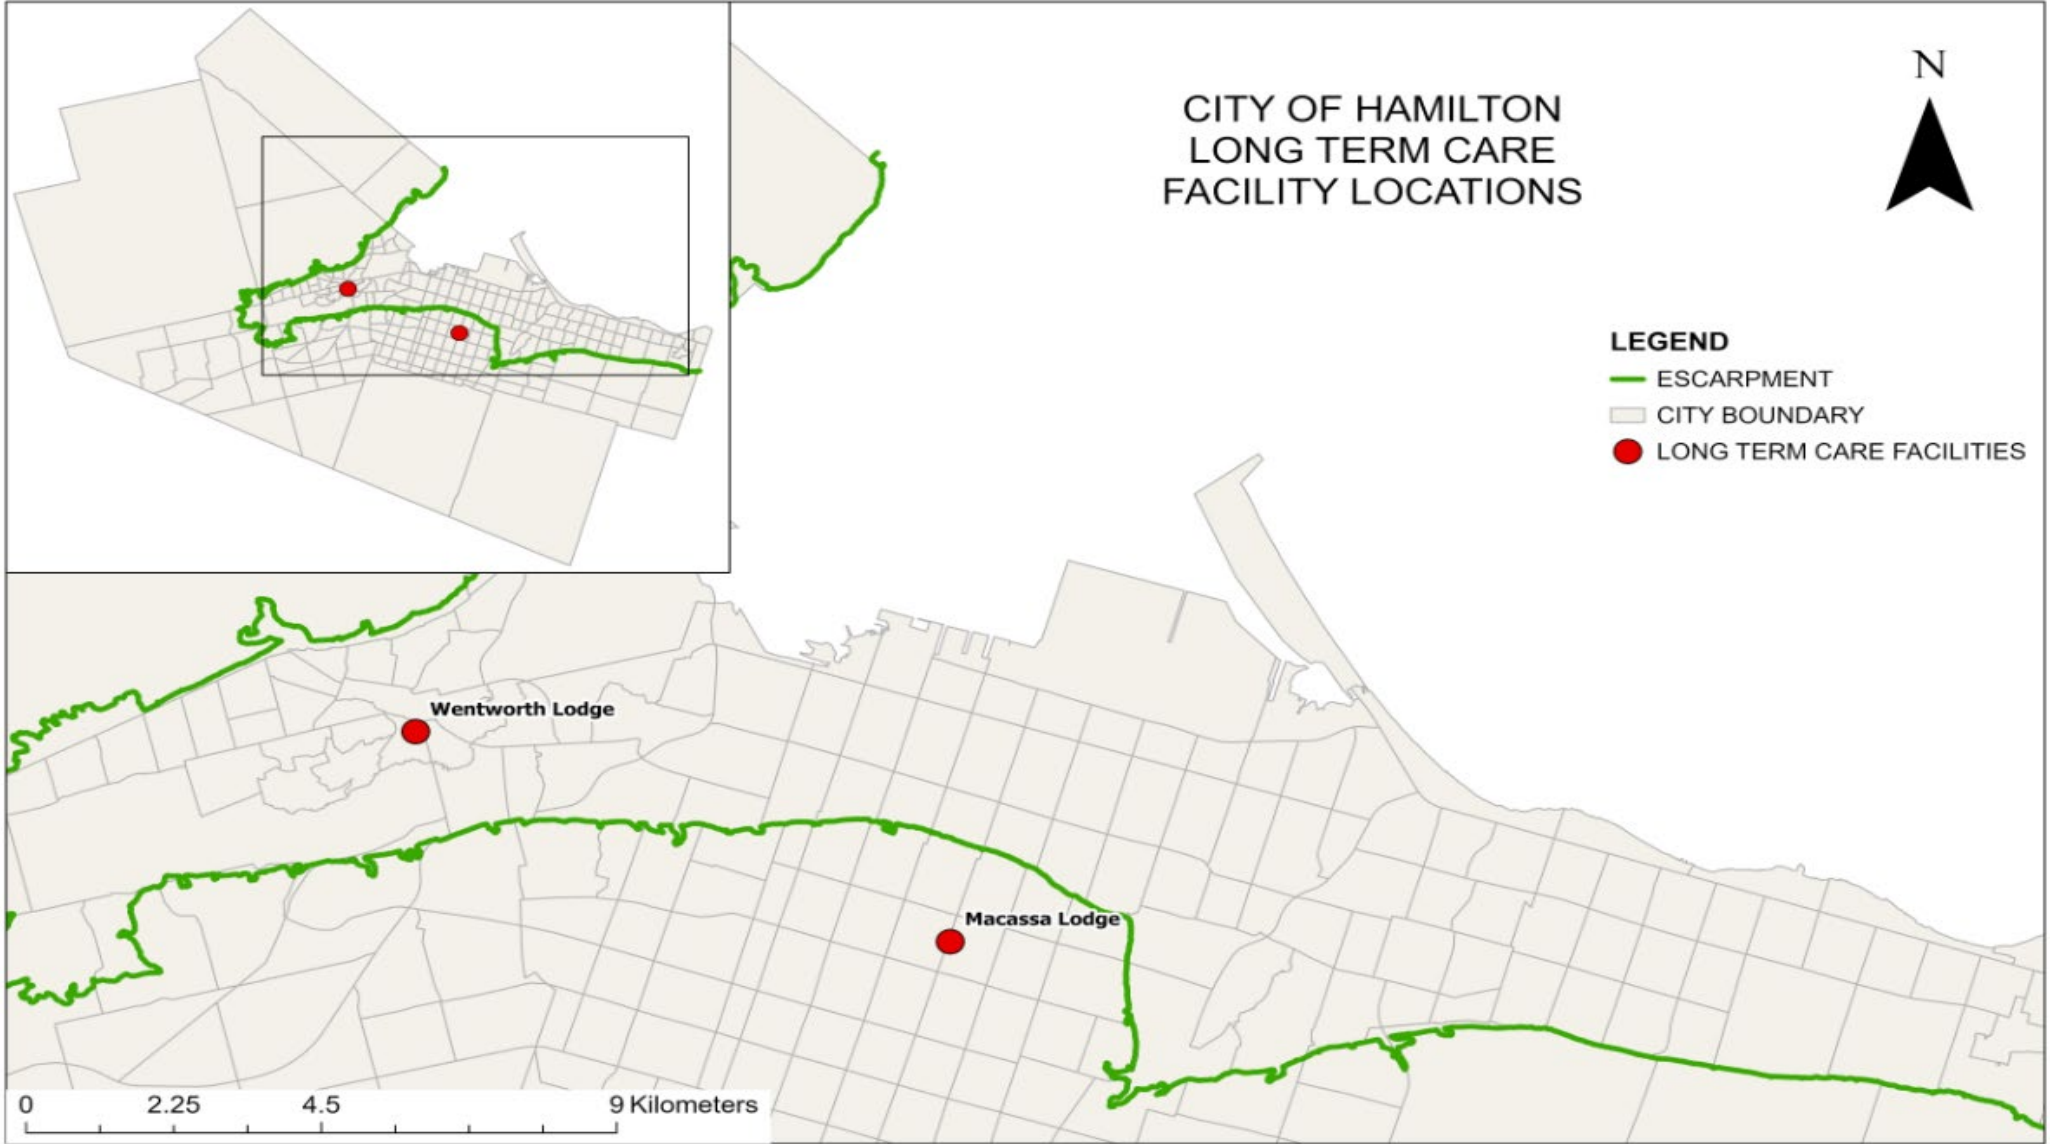 CITY OF HAMILTON
LONG TERM CARE
FACILITY LOCATIONS
N
LEGEND
ESCARPMENT
CITY BOUNDARY
LONG TERM CARE FACILITIES
Wentworth Lodge
Macassa Lodge
0 2.25 4.5 9 Kilometers